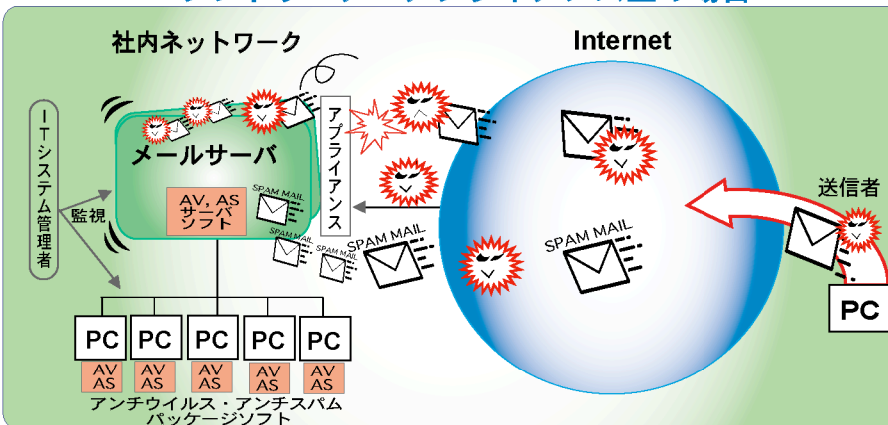 社内ネットワーク
Internet
ITシステム管理者
監視
メールサーバ
アプライアンス
AV, AS
サーバ
ソフト
SPAM MAIL
SPAM MAIL
SPAM MAIL
SPAM MAIL
SPAM MAIL
送信者
PC
PC
PC
PC
PC
PC
AV
AS
AV
AS
AV
AS
AV
AS
AV
AS
アンチウイルス・アンチスパム
パッケージソフト